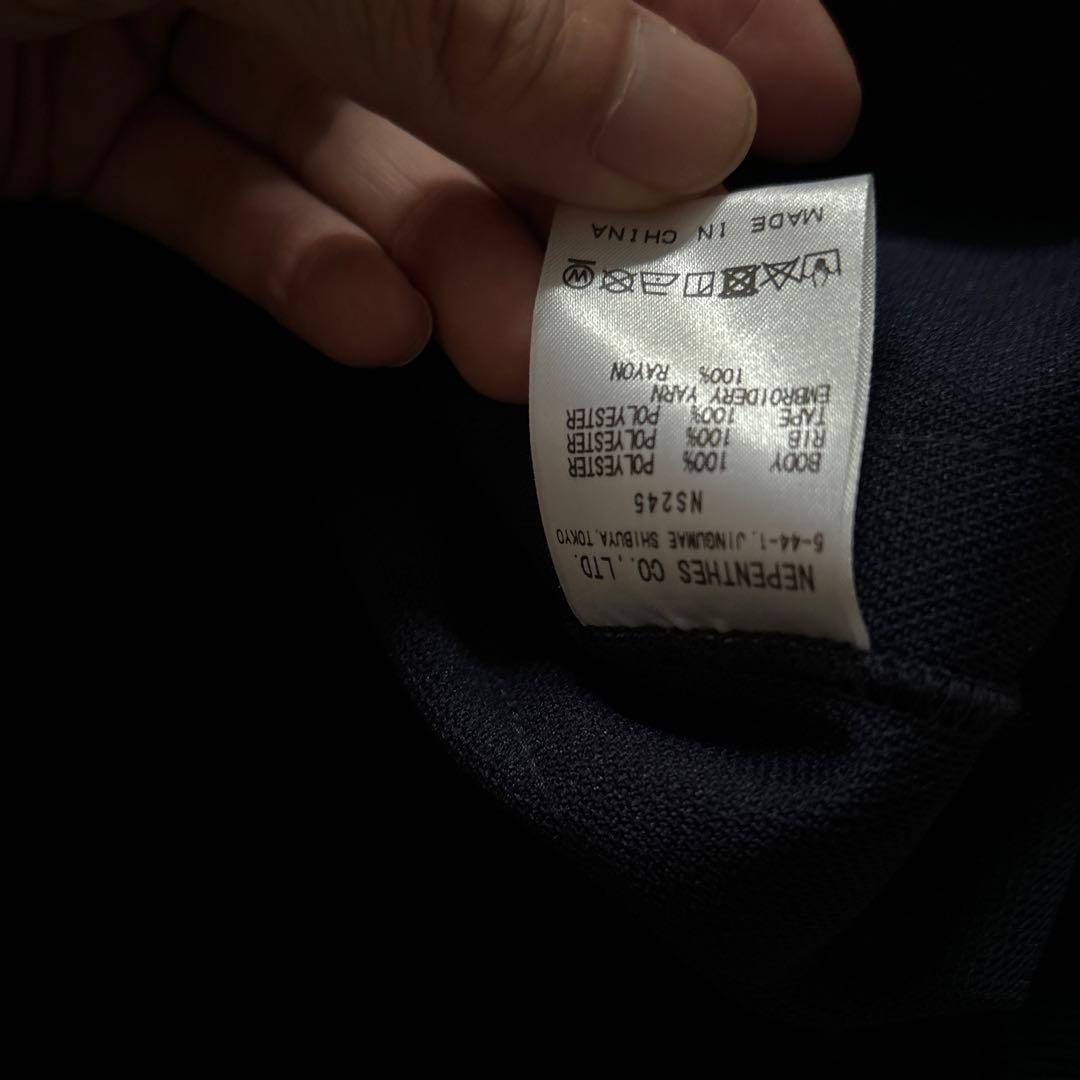 NEPENTHES CO.,LTD.
5-44-1, JINGUMAE SHIBUYA,TOKYO
NS245
BODY 100% POLYESTER
RIB 100% POLYESTER
TAPE 100% POLYESTER
EMBROIDERY YARN
100% RAYON
W
MADE IN CHINA